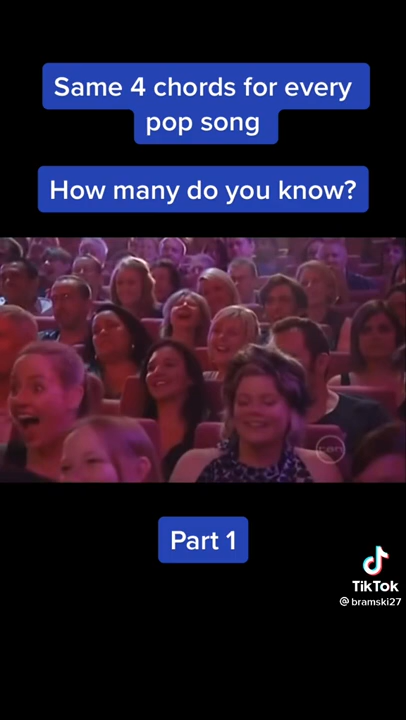 Same 4 chords for every
pop song
How many do you know?
Part 1
TikTok
@ bramski27